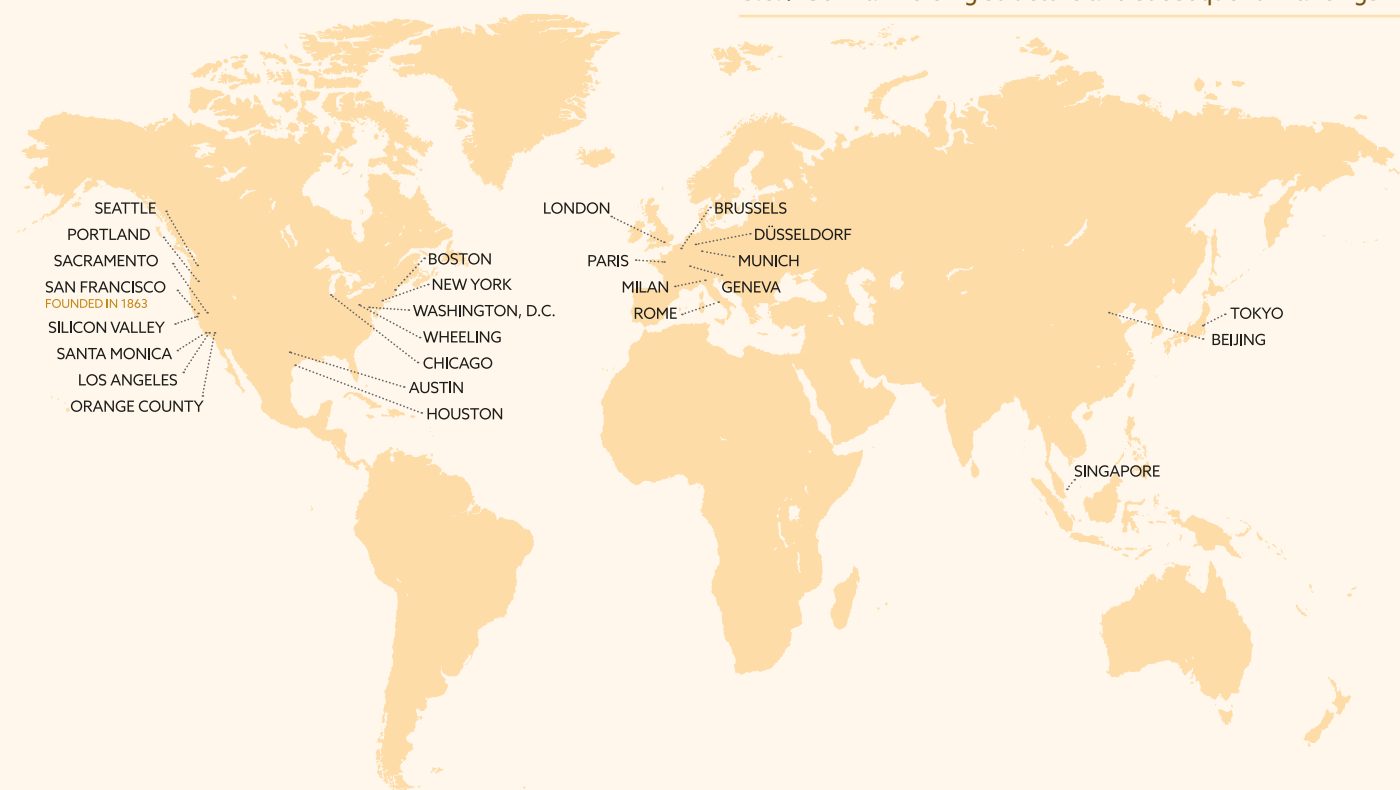 SEATTLE
PORTLAND
SACRAMENTO
SAN FRANCISCO
FOUNDED IN 1863
SILICON VALLEY
SANTA MONICA
LOS ANGELES
ORANGE COUNTY
BOSTON
NEW YORK
WASHINGTON, D.C.
WHEELING
CHICAGO
AUSTIN
HOUSTON
LONDON
PARIS
MILAN
ROME
BRUSSELS
DÜSSELDORF
MUNICH
GENEVA
TOKYO
BEIJING
SINGAPORE